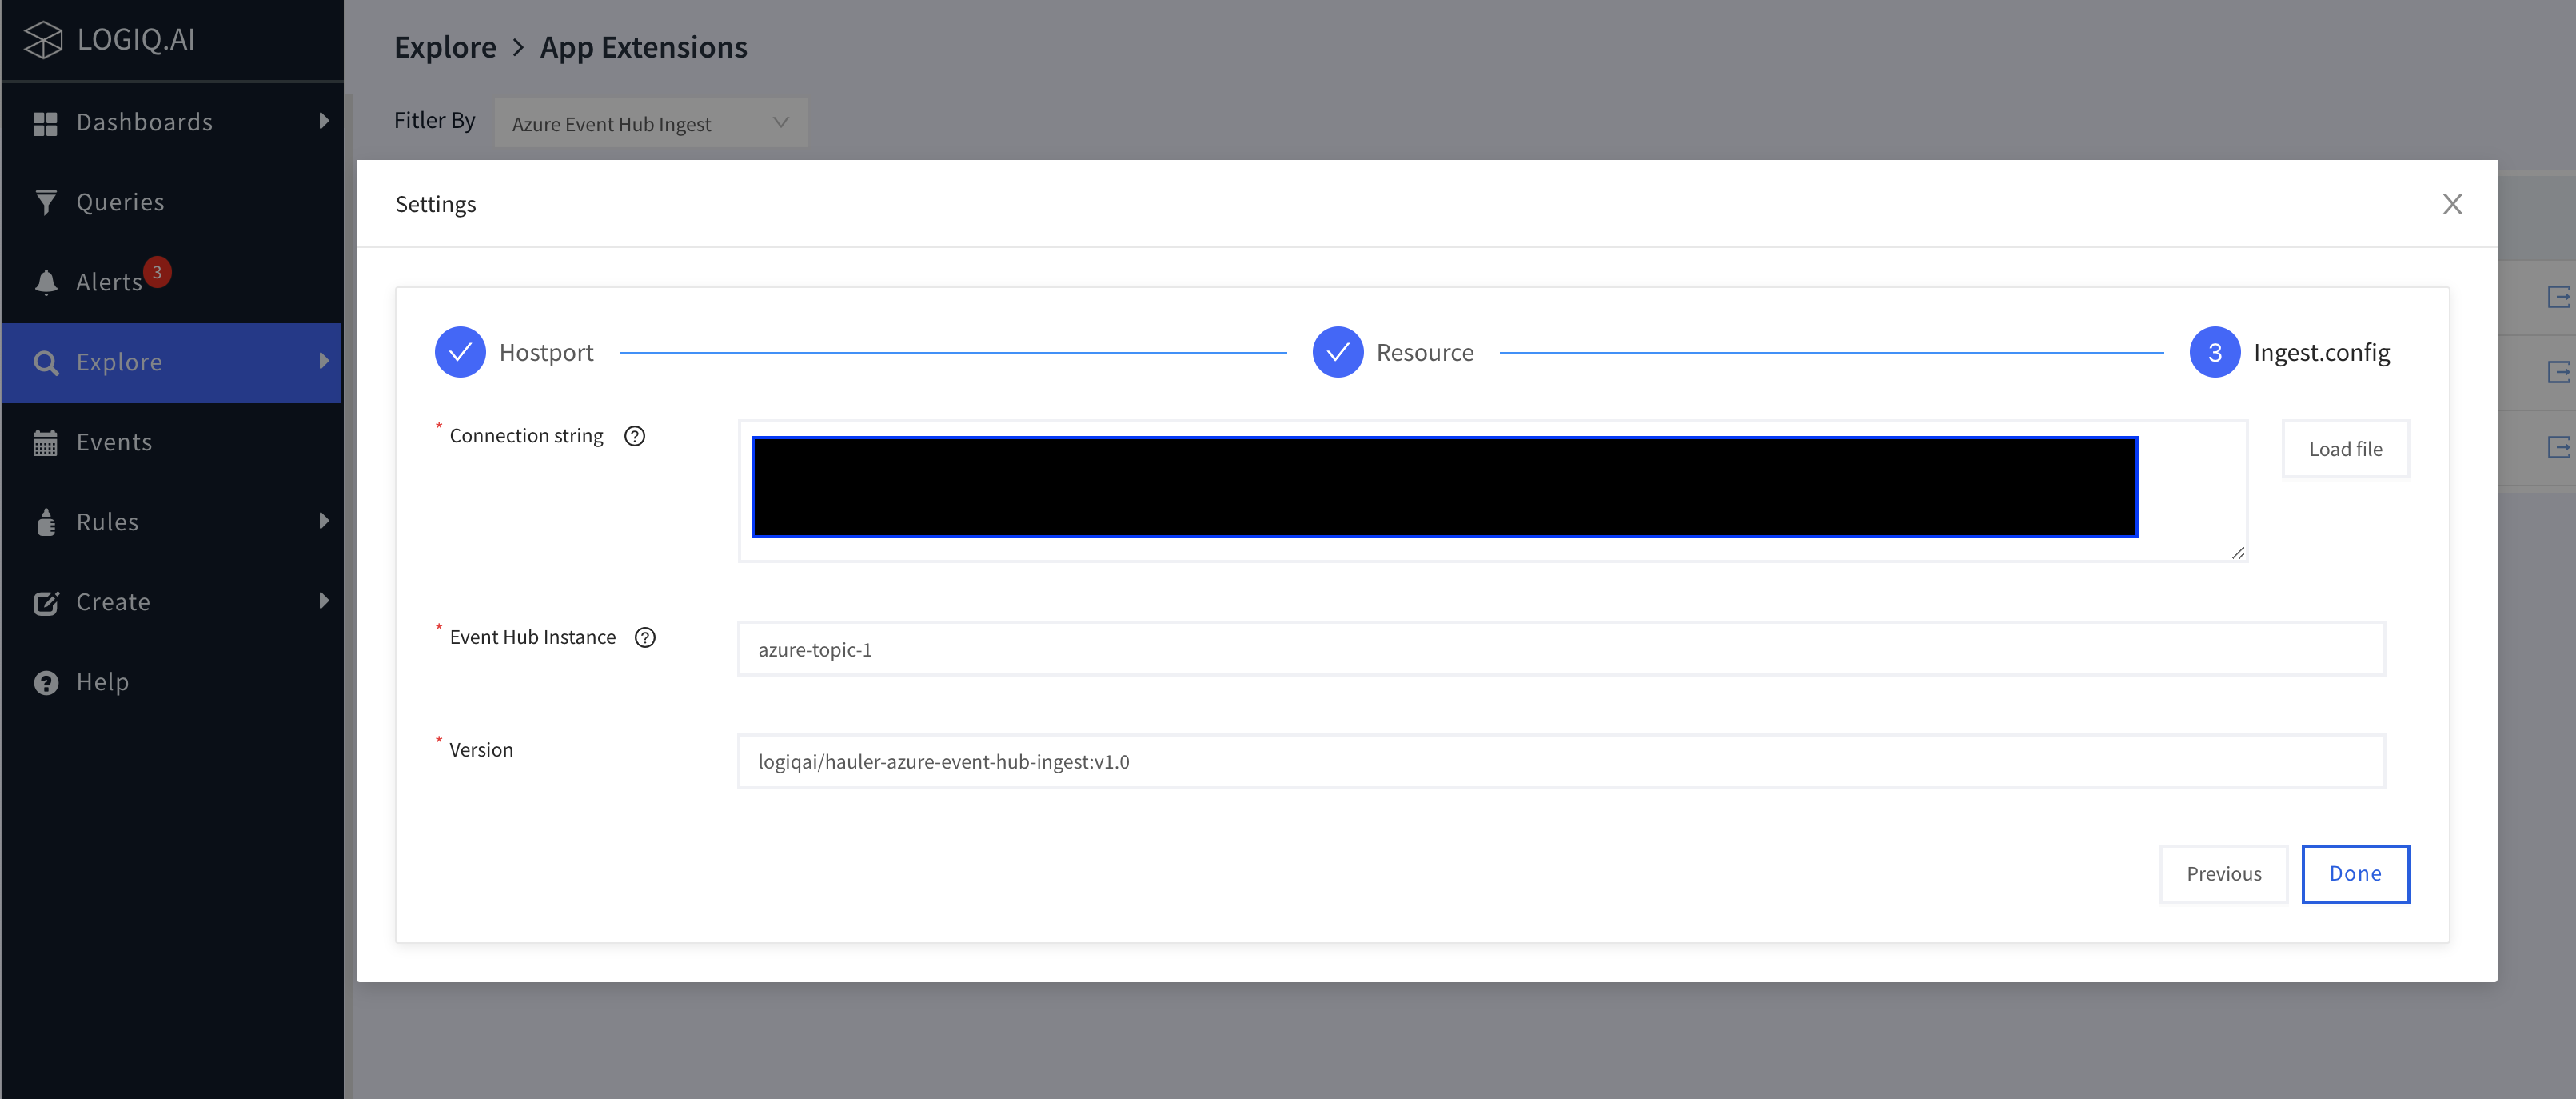 LOGIQ.AI
Dashboards
Queries
Alerts 3
Explore
Events
Rules
Create
Help
Explore > App Extensions
Fitler By Azure Event Hub Ingest
Settings
Hostport Resource 3 Ingest.config
* Connection string ? Load file
* Event Hub Instance ? azure-topic-1
* Version logiqai/hauler-azure-event-hub-ingest:v1.0
Previous Done